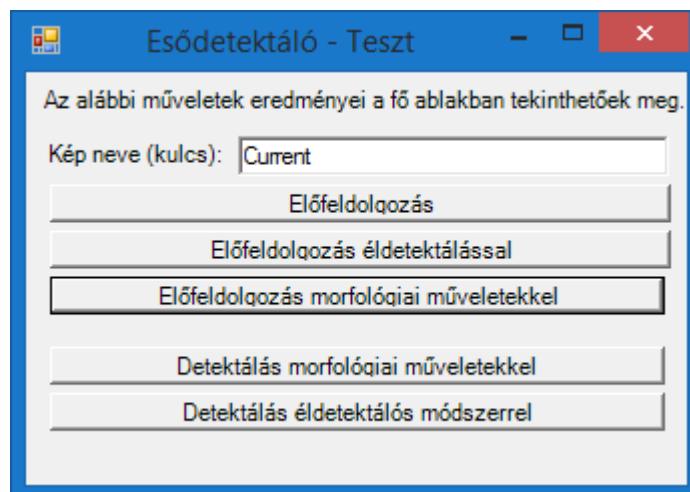 Esődetektáló - Teszt
Az alábbi műveletek eredményei a fő ablakban tekinthetőek meg.
Kép neve (kulcs): Current
Előfeldolgozás
Előfeldolgozás éldetektálással
Előfeldolgozás morfológiai műveletekkel
Detektálás morfológiai műveletekkel
Detektálás éldetektálós módszerrel